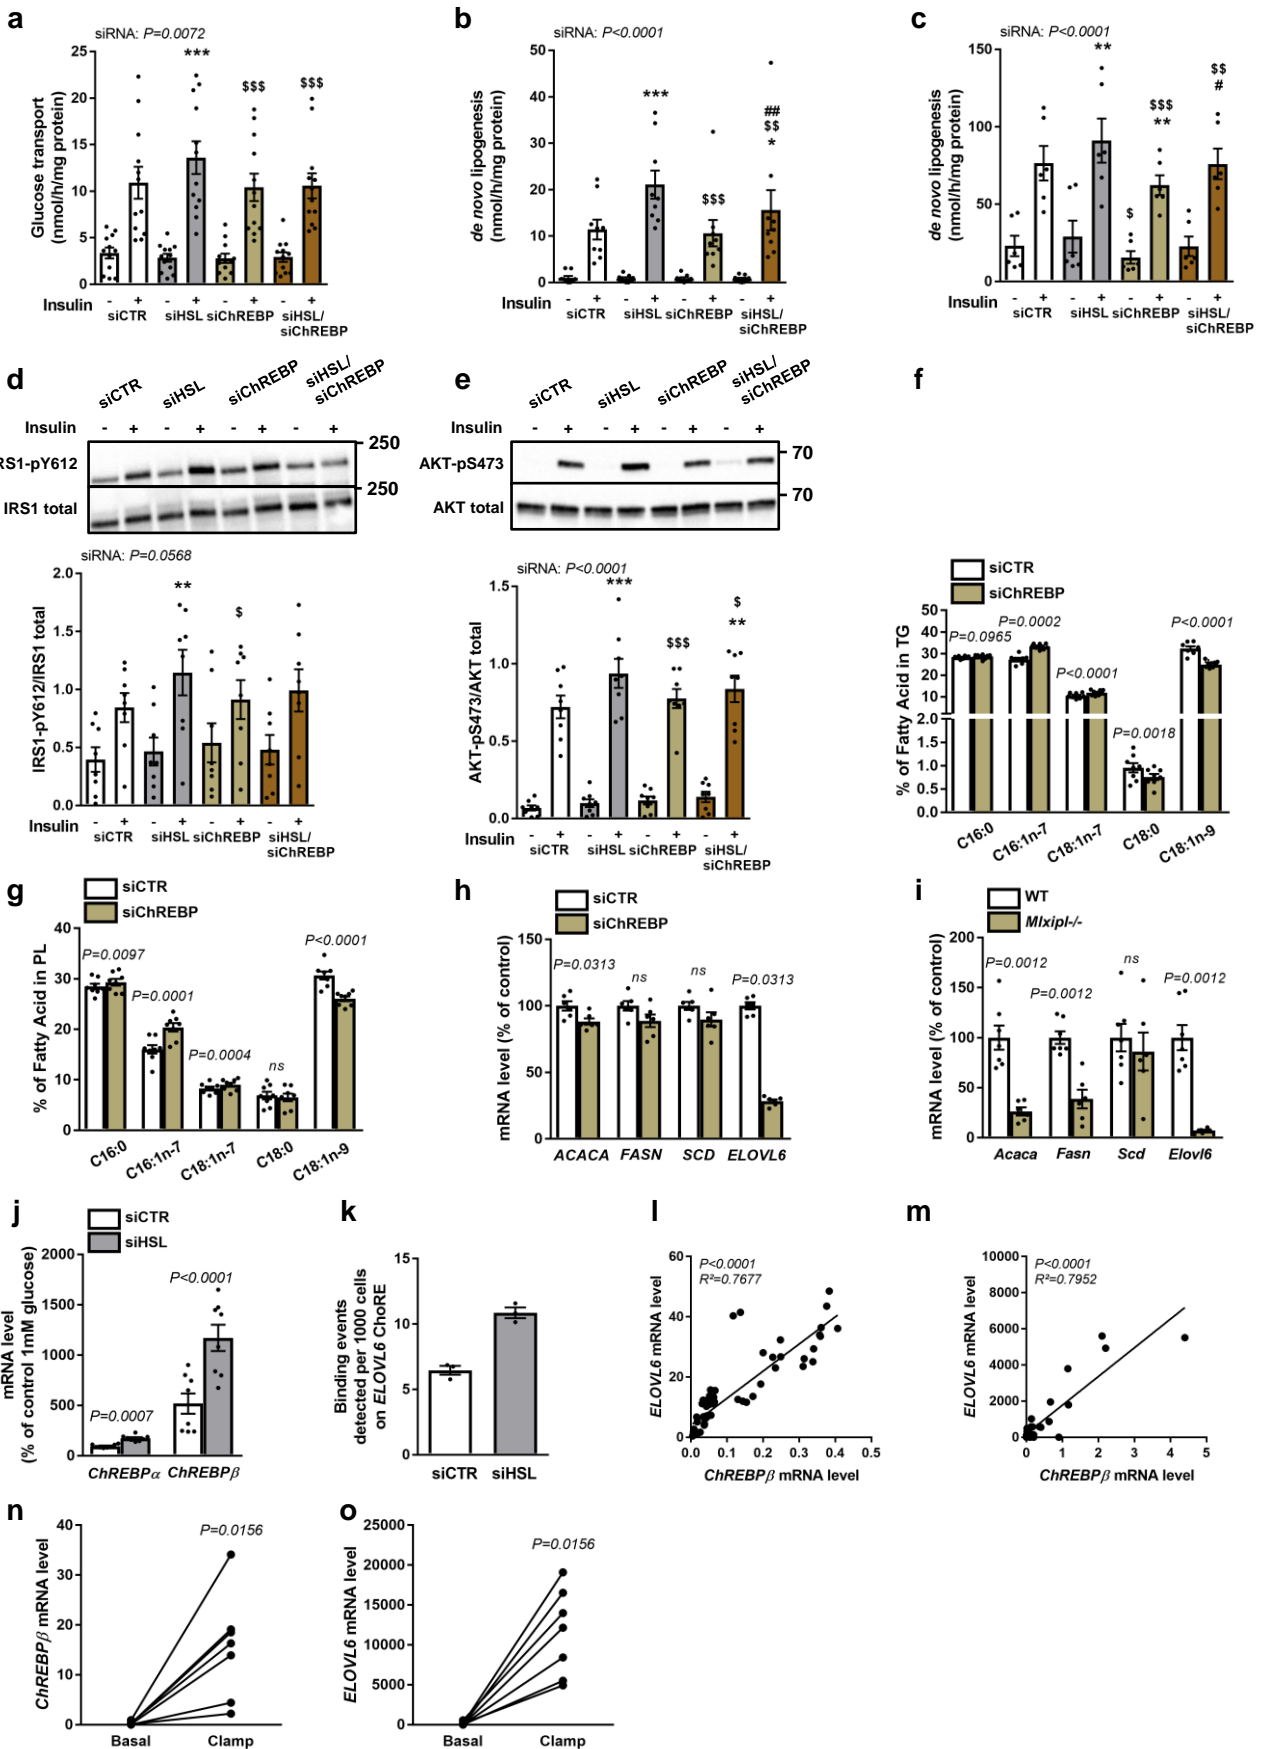 a
siRNA: P=0.0072
Glucose transport
(nmol/h/mg protein)
25
20
15
10
5
0
***
$$$
$$$
Insulin - + - + - + - +
siCTR siHSL siChREBP siHSL/
siChREBP
b
siRNA: P<0.0001
de novo lipogenesis
(nmol/h/mg protein)
50
40
30
20
10
0
***
$$$
##
$$
*
Insulin - + - + - + - +
siCTR siHSL siChREBP siHSL/
siChREBP
c
siRNA: P<0.0001
de novo lipogenesis
(nmol/h/mg protein)
150
100
50
0
**
$
$$$
**
$$
#
Insulin - + - + - + - +
siCTR siHSL siChREBP siHSL/
siChREBP
d
siCTR siHSL siChREBP siHSL/
siChREBP
Insulin - + - + - + - +
RS1-pY612
250
IRS1 total
250
siRNA: P=0.0568
IRS1-pY612/IRS1 total
2.0
1.5
1.0
0.5
0.0
**
$
Insulin - + - + - + - +
siCTR siHSL siChREBP siHSL/
siChREBP
e
siCTR siHSL siChREBP siHSL/
siChREBP
Insulin - + - + - + - +
AKT-pS473
70
AKT total
70
siRNA: P<0.0001
AKT-pS473/AKT total
1.5
1.0
0.5
0.0
***
$$$
$
**
Insulin - + - + - + - +
siCTR siHSL siChREBP siHSL/
siChREBP
f
siCTR
siChREBP
% of Fatty Acid in TG
50
40
30
20
10
2.0
1.5
1.0
0.5
0.0
P=0.0965
P=0.0002
P<0.0001
P=0.0018
P<0.0001
C16:0 C16:1n-7 C18:1n-7 C18:0 C18:1n-9
g
siCTR
siChREBP
% of Fatty Acid in PL
40
30
20
10
0
P=0.0097
P=0.0001
P=0.0004
ns
P<0.0001
C16:0 C16:1n-7 C18:1n-7 C18:0 C18:1n-9
h
siCTR
siChREBP
mRNA level (% of control)
150
100
50
0
P=0.0313
ns
ns
P=0.0313
ACACA FASN SCD ELOVL6
i
WT
Mlxipl-/-
mRNA level (% of control)
200
150
100
50
0
P=0.0012
P=0.0012
ns
P=0.0012
Acaca Fasn Scd Elovl6
j
siCTR
siHSL
mRNA level
(% of control 1mM glucose)
2000
1500
1000
500
0
P=0.0007
P<0.0001
ChREBPα ChREBPβ
k
Binding events
detected per 1000 cells
on ELOVL6 ChoRE
15
10
5
0
siCTR siHSL
l
P<0.0001
R²=0.7677
ELOVL6 mRNA level
60
40
20
0
0.0 0.1 0.2 0.3 0.4 0.5
ChREBPβ mRNA level
m
P<0.0001
R²=0.7952
ELOVL6 mRNA level
10000
8000
6000
4000
2000
0
0 1 2 3 4 5
ChREBPβ mRNA level
n
P=0.0156
ChREBPβ mRNA level
40
30
20
10
0
Basal Clamp
o
P=0.0156
ELOVL6 mRNA level
25000
20000
15000
10000
5000
0
Basal Clamp